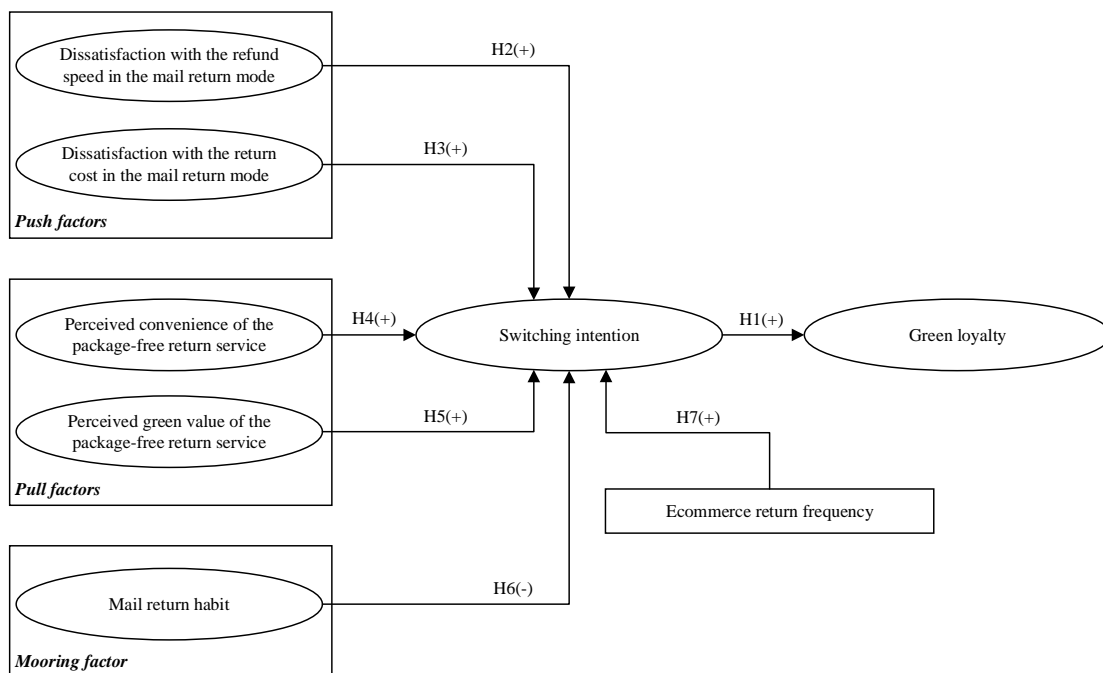 Dissatisfaction with the refund
speed in the mail return mode
H2(+)
Dissatisfaction with the return
cost in the mail return mode
H3(+)
Push factors
Perceived convenience of the
package-free return service
H4(+)
Switching intention
H1(+)
Green loyalty
Perceived green value of the
package-free return service
H5(+)
H7(+)
Pull factors
Ecommerce return frequency
Mail return habit
H6(-)
Mooring factor